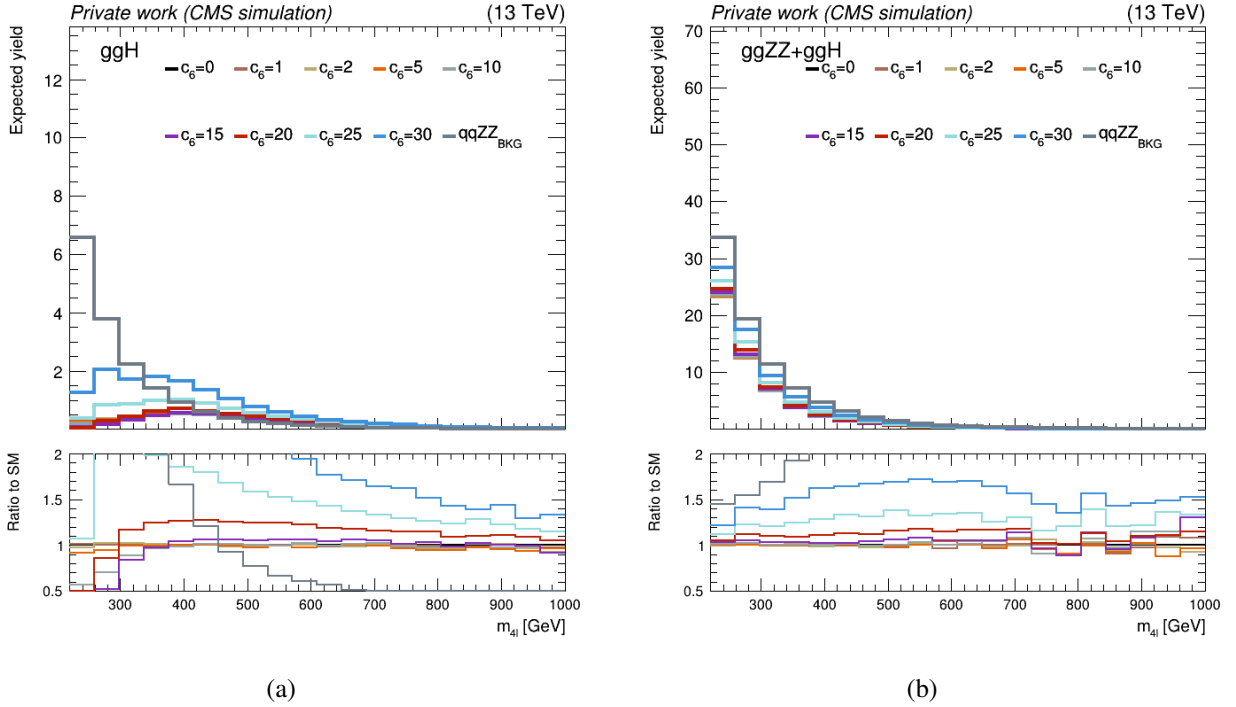 Private work (CMS simulation) (13 TeV)
Expected yield
ggH
c6=0 c6=1 c6=2 c6=5 c6=10
c6=15 c6=20 c6=25 c6=30 qqZZBKG
12
10
8
6
4
2
Ratio to SM
2
1.5
1
0.5
300 400 500 600 700 800 900 1000
m4l [GeV]
(a)
Private work (CMS simulation) (13 TeV)
Expected yield
ggZZ+ggH
c6=0 c6=1 c6=2 c6=5 c6=10
c6=15 c6=20 c6=25 c6=30 qqZZBKG
70
60
50
40
30
20
10
Ratio to SM
2
1.5
1
0.5
300 400 500 600 700 800 900 1000
m4l [GeV]
(b)